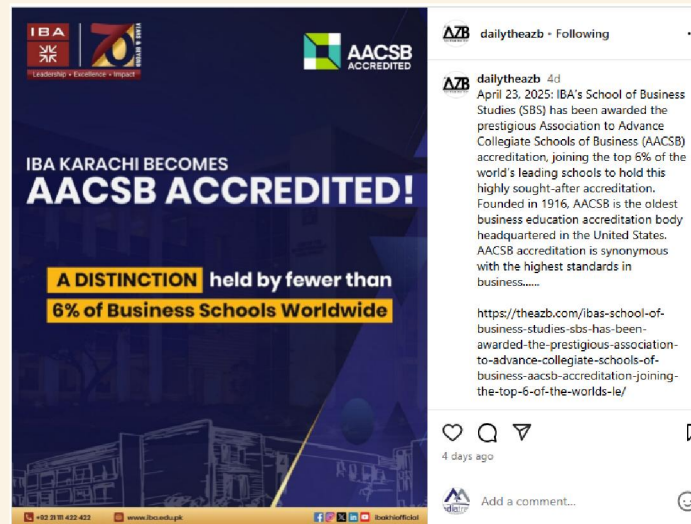 IBA
70
YEARS & BEYOND
Leadership • Excellence • Impact
AACSB
ACCREDITED
IBA KARACHI BECOMES
AACSB ACCREDITED!
A DISTINCTION held by fewer than
6% of Business Schools Worldwide
+92 21 111 422 422
www.iba.edu.pk
ibakhiofficial
AZB
dailytheazb • Following
AZB
dailytheazb 4d
April 23, 2025: IBA's School of Business
Studies (SBS) has been awarded the
prestigious Association to Advance
Collegiate Schools of Business (AACSB)
accreditation, joining the top 6% of the
world's leading schools to hold this
highly sought-after accreditation.
Founded in 1916, AACSB is the oldest
business education accreditation body
headquartered in the United States.
AACSB accreditation is synonymous
with the highest standards in
business......
https://theazb.com/ibas-school-of-
business-studies-sbs-has-been-
awarded-the-prestigious-association-
to-advance-collegiate-schools-of-
business-aacsb-accreditation-joining-
the-top-6-of-the-worlds-le/
4 days ago
Add a comment...